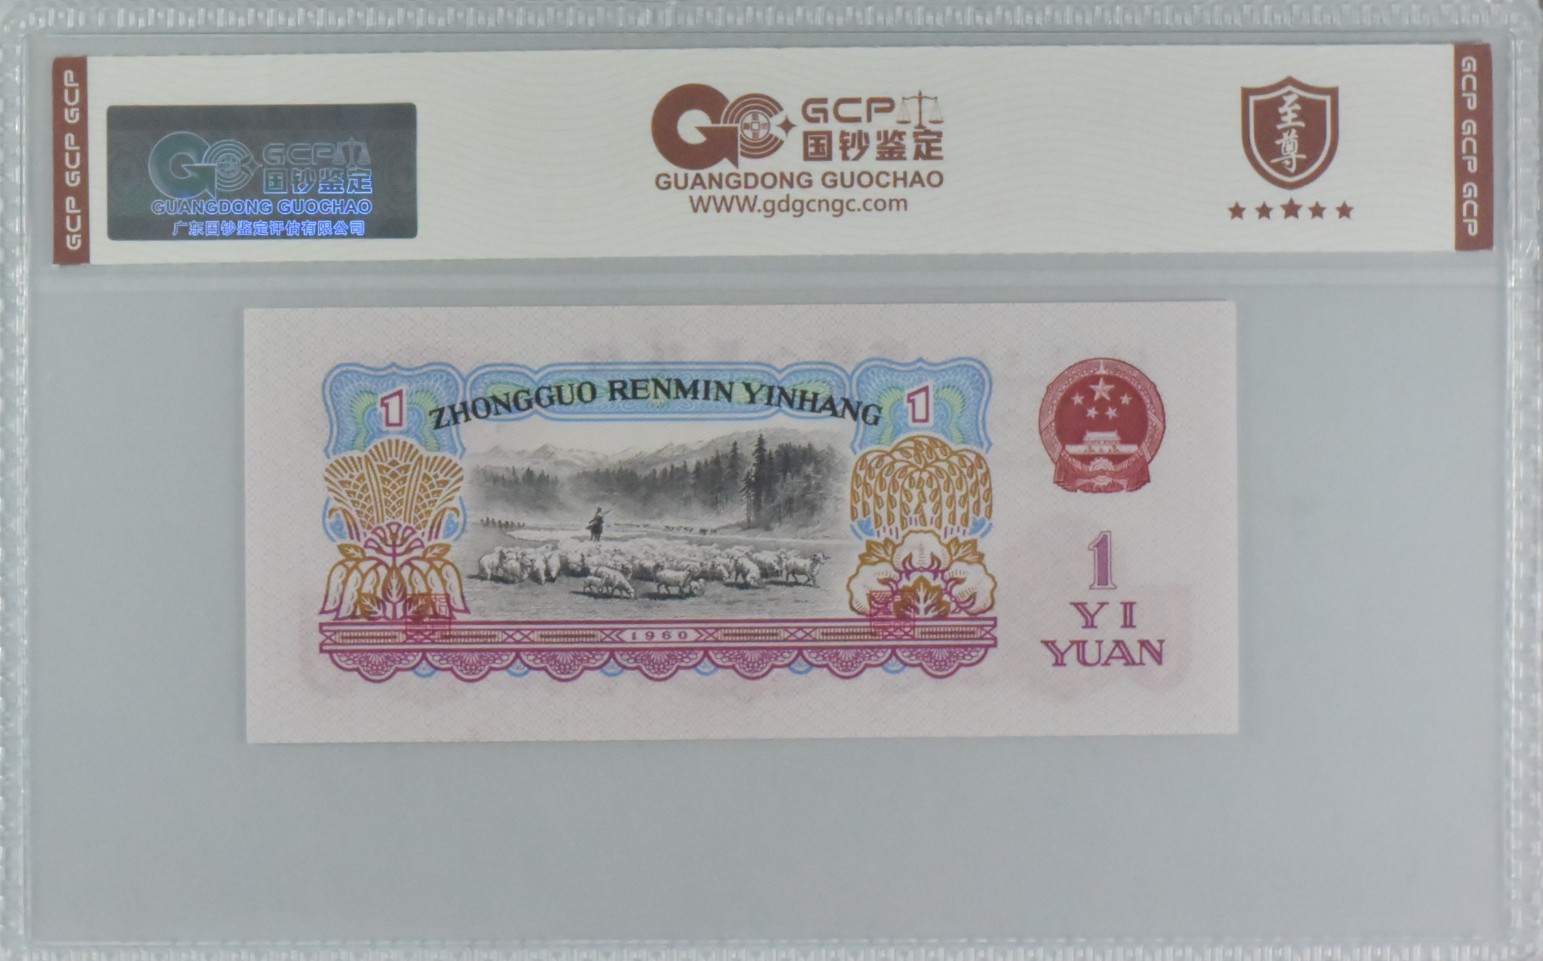 GCP GCP GCP
GCP
国钞鉴定
GUANGDONG GUOCHAO
广东国钞鉴定评估有限公司
GCP
国钞鉴定
GUANGDONG GUOCHAO
www.gdgcngc.com
至尊
GCP GCP GCP
1
ZHONGGUO RENMIN YINHANG
1
1960
1
YI
YUAN